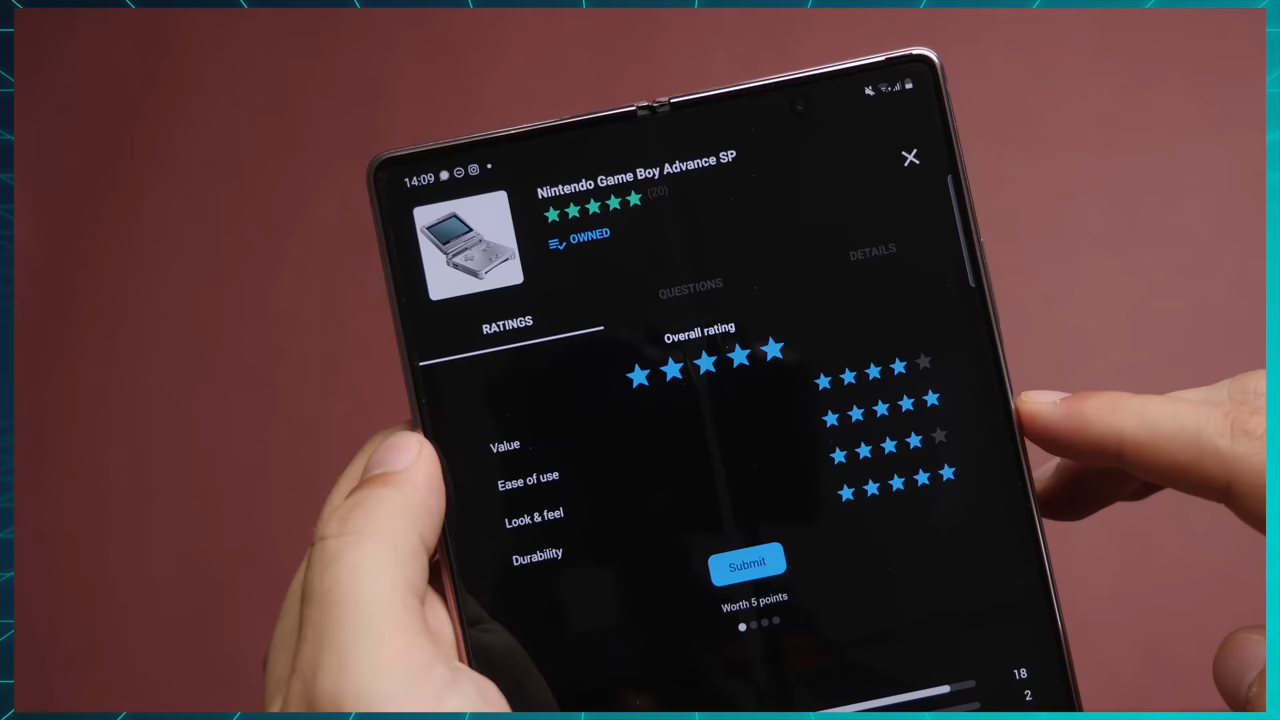 14:09
Nintendo Game Boy Advance SP
(20)
OWNED
RATINGS
QUESTIONS
DETAILS
Overall rating
Value
Ease of use
Look & feel
Durability
Submit
Worth 5 points
18
2